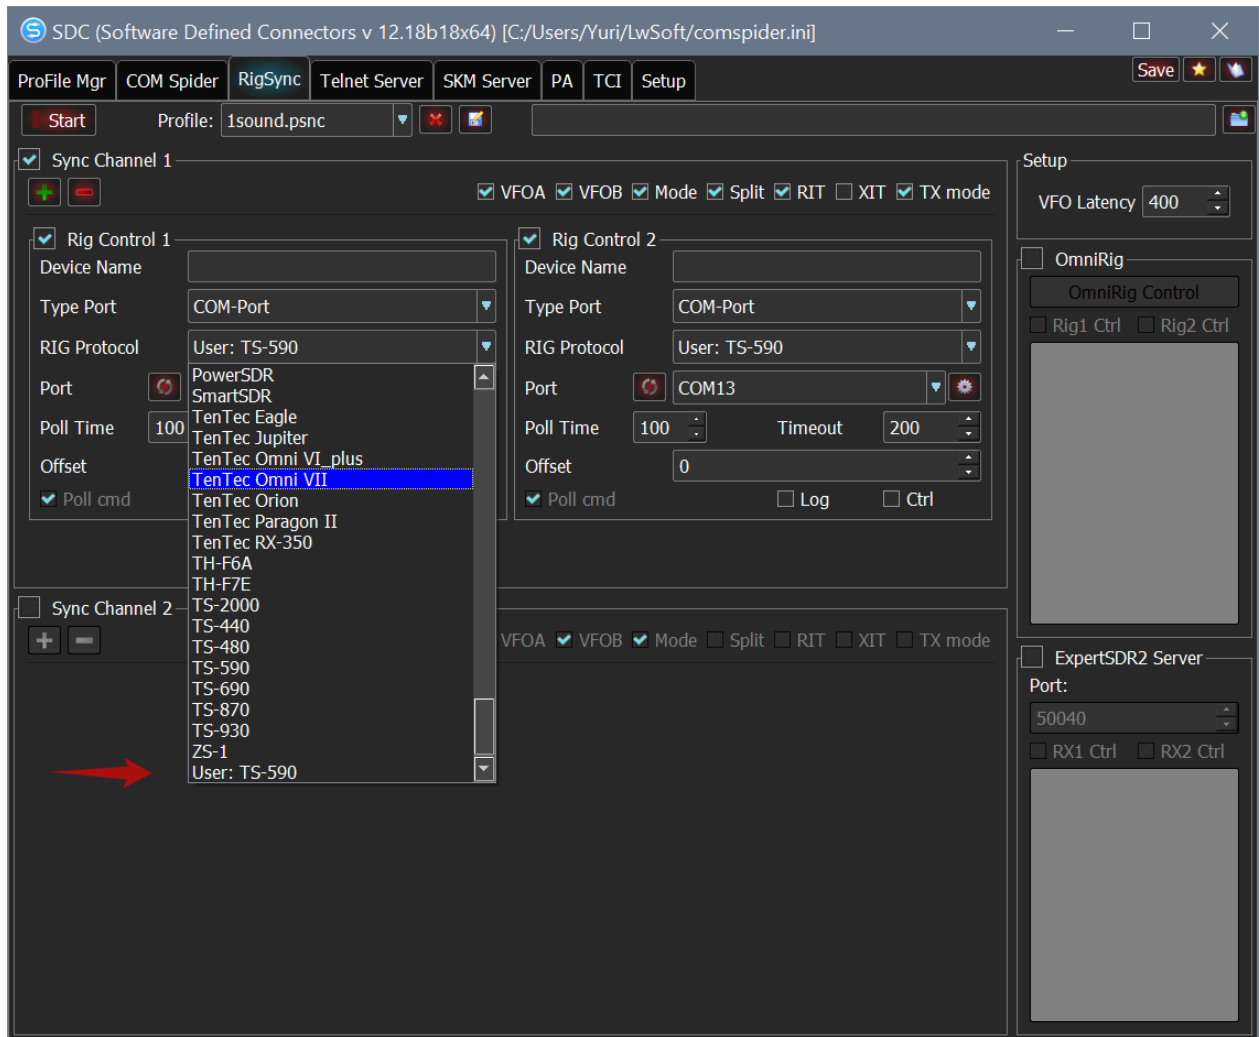 SDC (Software Defined Connectors v 12.18b18x64) [C:/Users/Yuri/LwSoft/comspider.ini]
ProFile Mgr COM Spider RigSync Telnet Server SKM Server PA TCI Setup Save
Start Profile: 1sound.psnc
Sync Channel 1
VFOA VFOB Mode Split RIT XIT TX mode
Rig Control 1
Device Name
Type Port COM-Port
RIG Protocol User: TS-590
Port
Poll Time 100
Offset
Poll cmd
PowerSDR
SmartSDR
TenTec Eagle
TenTec Jupiter
TenTec Omni VI_plus
TenTec Omni VII
TenTec Orion
TenTec Paragon II
TenTec RX-350
TH-F6A
TH-F7E
TS-2000
TS-440
TS-480
TS-590
TS-690
TS-870
TS-930
ZS-1
User: TS-590
Rig Control 2
Device Name
Type Port COM-Port
RIG Protocol User: TS-590
Port COM13
Poll Time 100 Timeout 200
Offset 0
Poll cmd Log Ctrl
Sync Channel 2
VFOA VFOB Mode Split RIT XIT TX mode
Setup
VFO Latency 400
OmniRig
OmniRig Control
Rig1 Ctrl Rig2 Ctrl
ExpertSDR2 Server
Port:
50040
RX1 Ctrl RX2 Ctrl